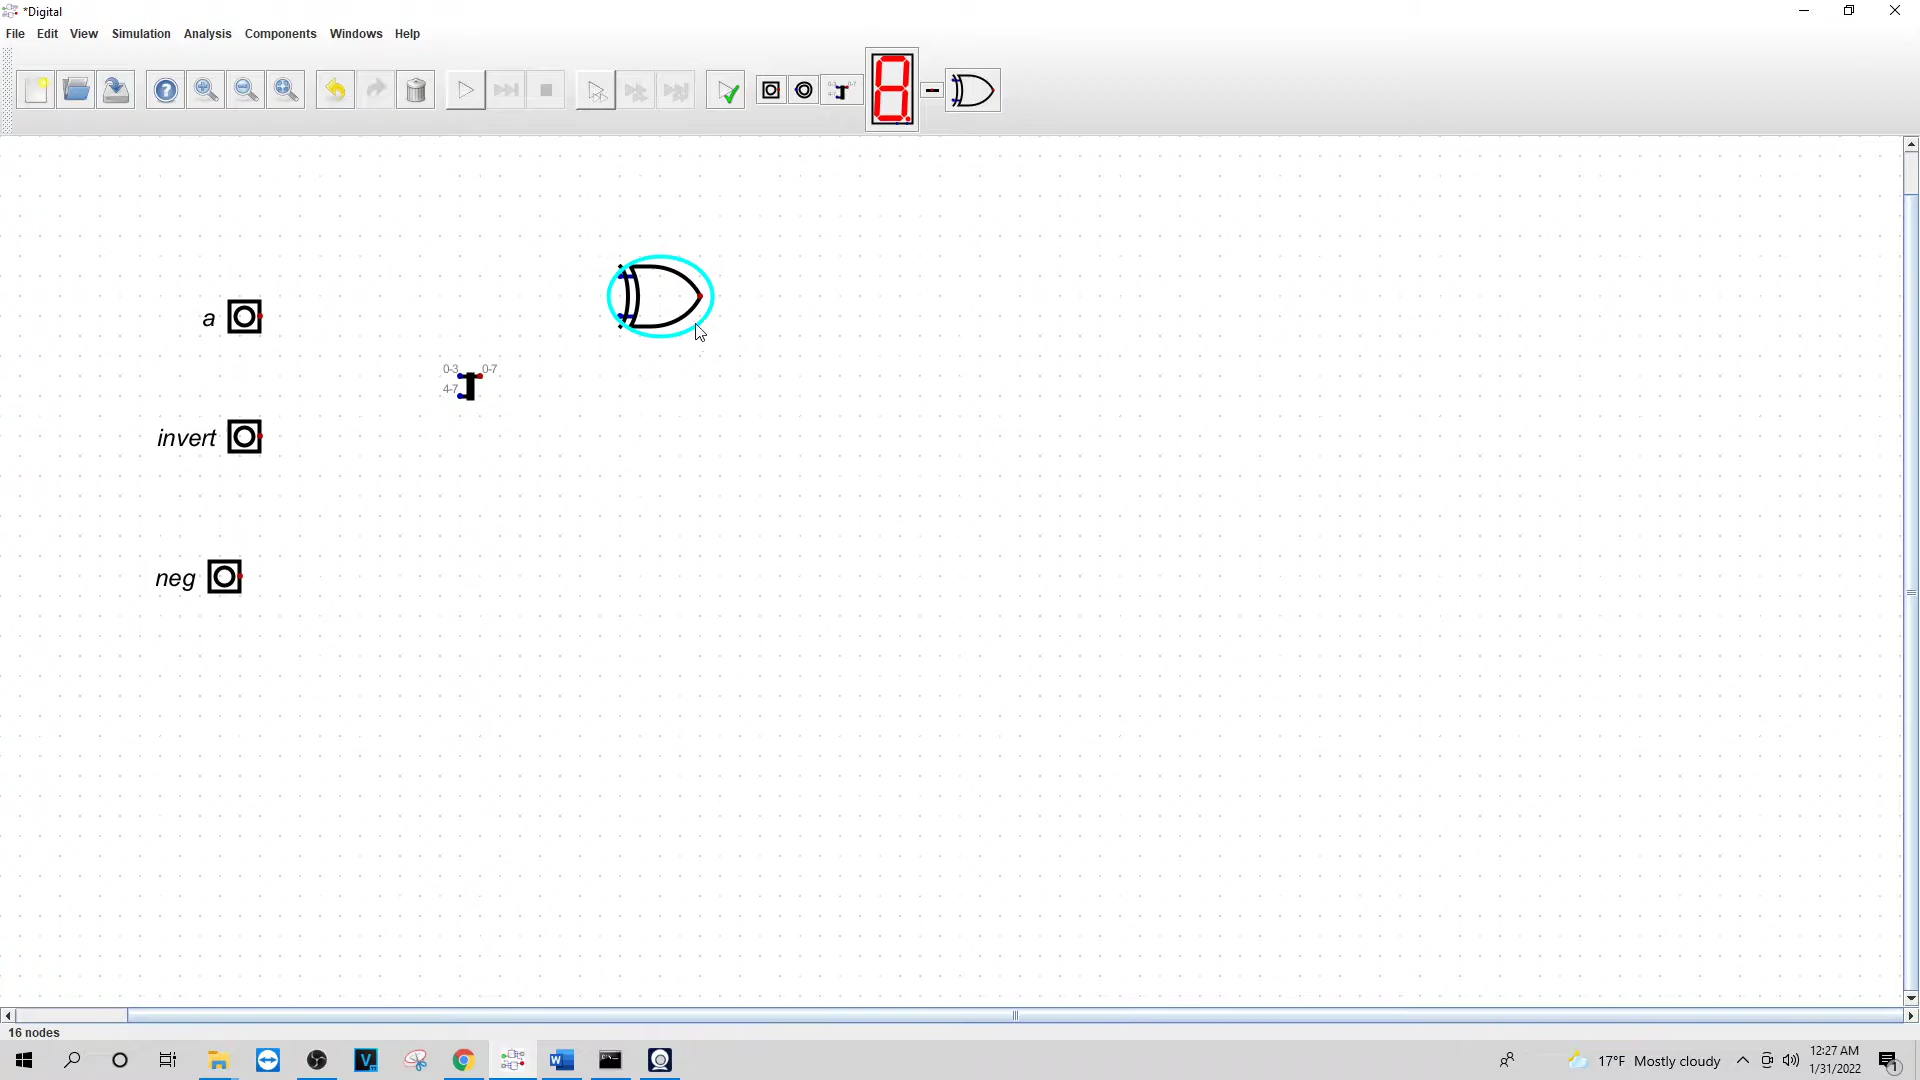 *Digital
File Edit View Simulation Analysis Components Windows Help
a
0-3 0-7
4-7
invert
neg
16 nodes
17°F Mostly cloudy
12:27 AM
1/31/2022
1